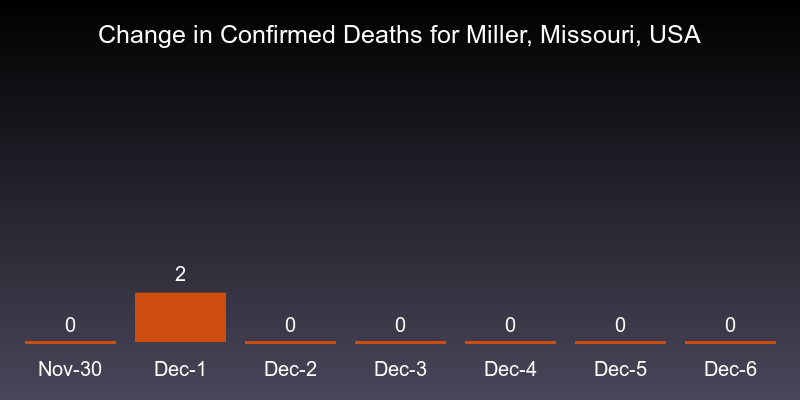 Change in Confirmed Deaths for Miller, Missouri, USA
2
0 0 0 0 0 0
Nov-30 Dec-1 Dec-2 Dec-3 Dec-4 Dec-5 Dec-6